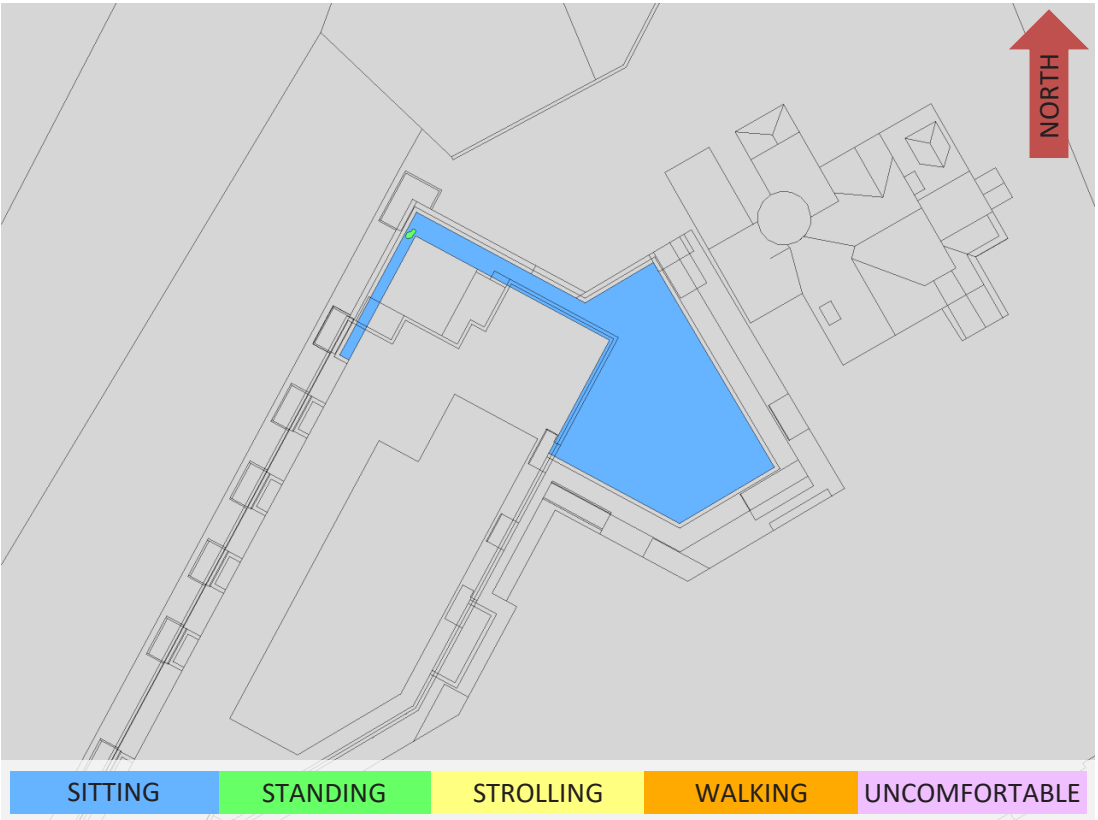 NORTH
SITTING
STANDING
STROLLING
WALKING
UNCOMFORTABLE